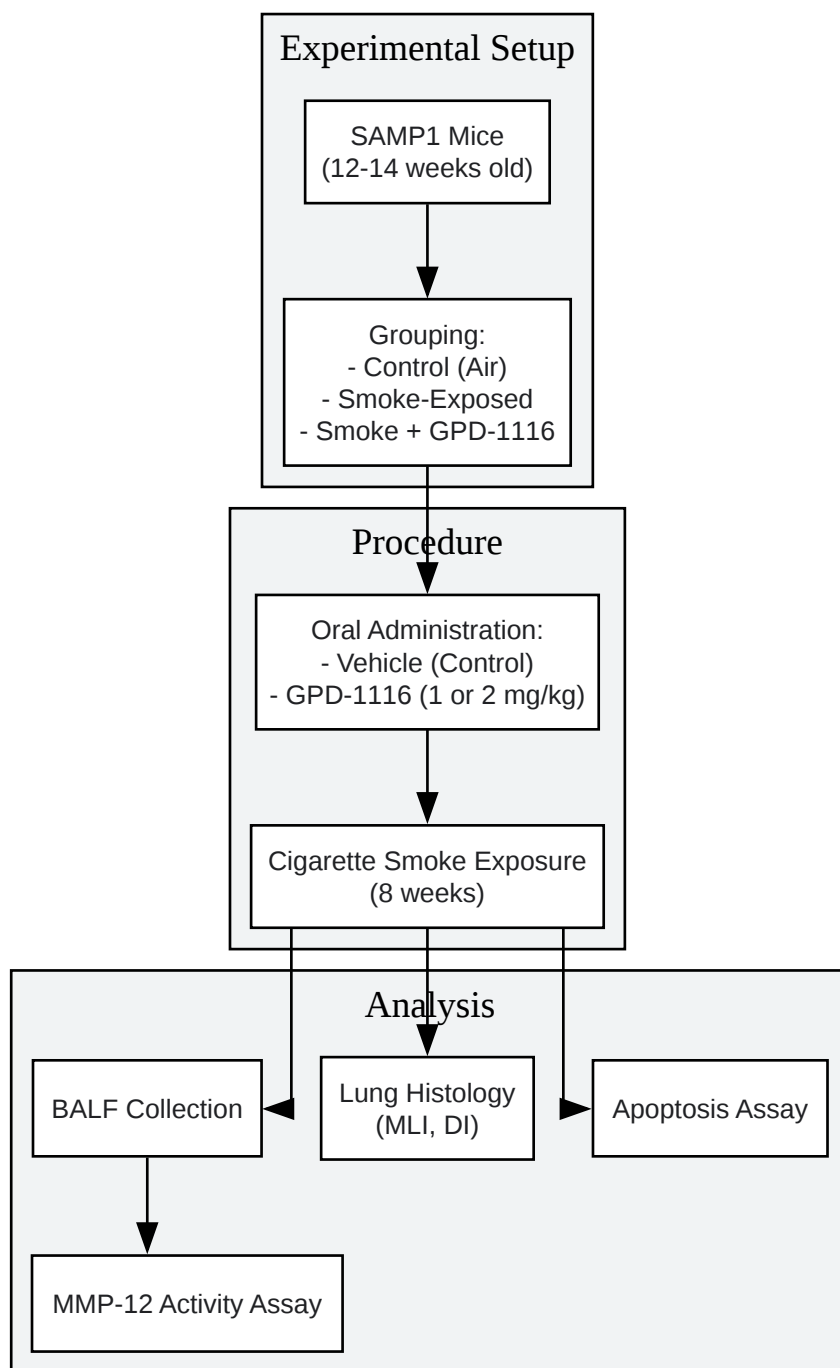 Experimental Setup
SAMP1 Mice
(12-14 weeks old)
Grouping:
- Control (Air)
- Smoke-Exposed
- Smoke + GPD-1116
Procedure
Oral Administration:
- Vehicle (Control)
- GPD-1116 (1 or 2 mg/kg)
Cigarette Smoke Exposure
(8 weeks)
Analysis
BALF Collection
Lung Histology
(MLI, DI)
Apoptosis Assay
MMP-12 Activity Assay